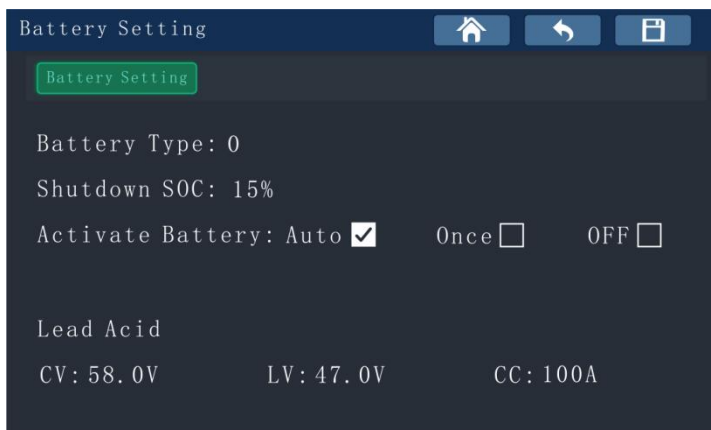 Battery Setting
Battery Setting
Battery Type: 0
Shutdown SOC: 15%
Activate Battery: Auto Once OFF
Lead Acid
CV: 58.0V LV: 47.0V CC: 100A